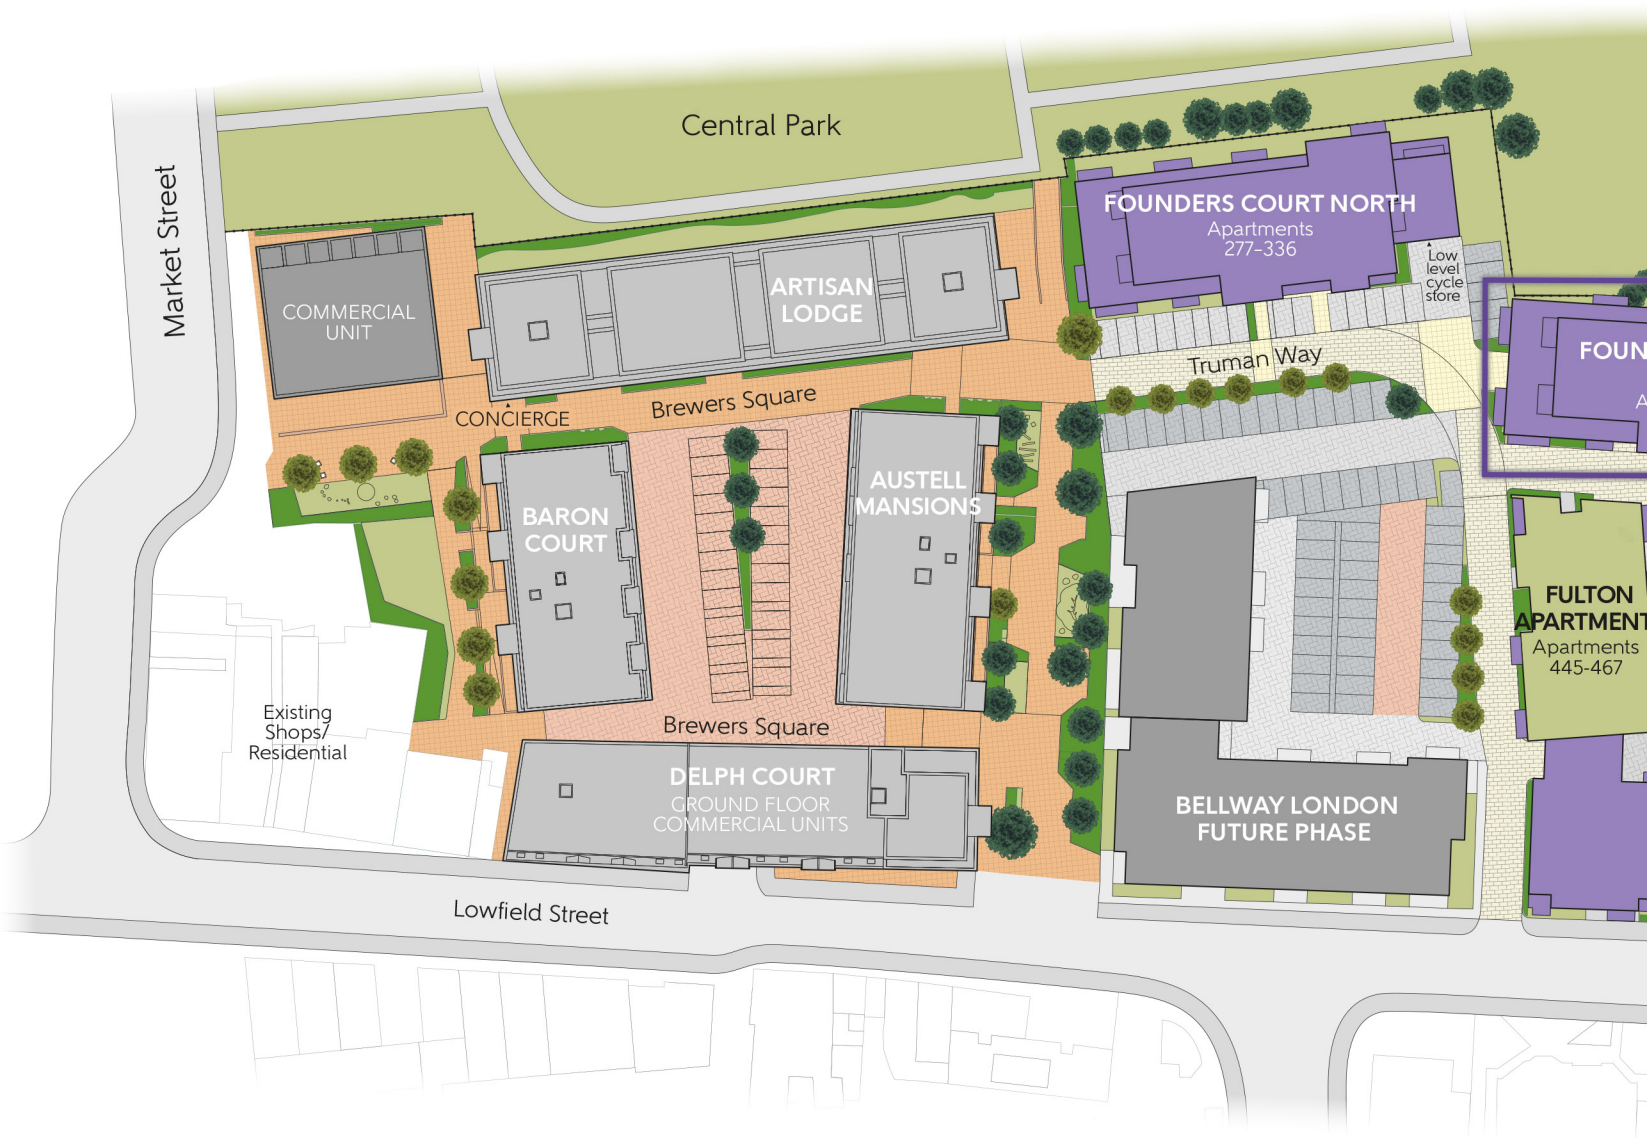 Central Park
Market Street
FOUNDERS COURT NORTH
Apartments
277-336
Low
level
cycle
store
COMMERCIAL
UNIT
ARTISAN
LODGE
FOUN
A
Truman Way
CONCIERGE
Brewers Square
BARON
COURT
AUSTELL
MANSIONS
FULTON
APARTMENT
Apartments
445-467
Existing
Shops/
Residential
Brewers Square
DELPH COURT
GROUND FLOOR
COMMERCIAL UNITS
BELLWAY LONDON
FUTURE PHASE
Lowfield Street